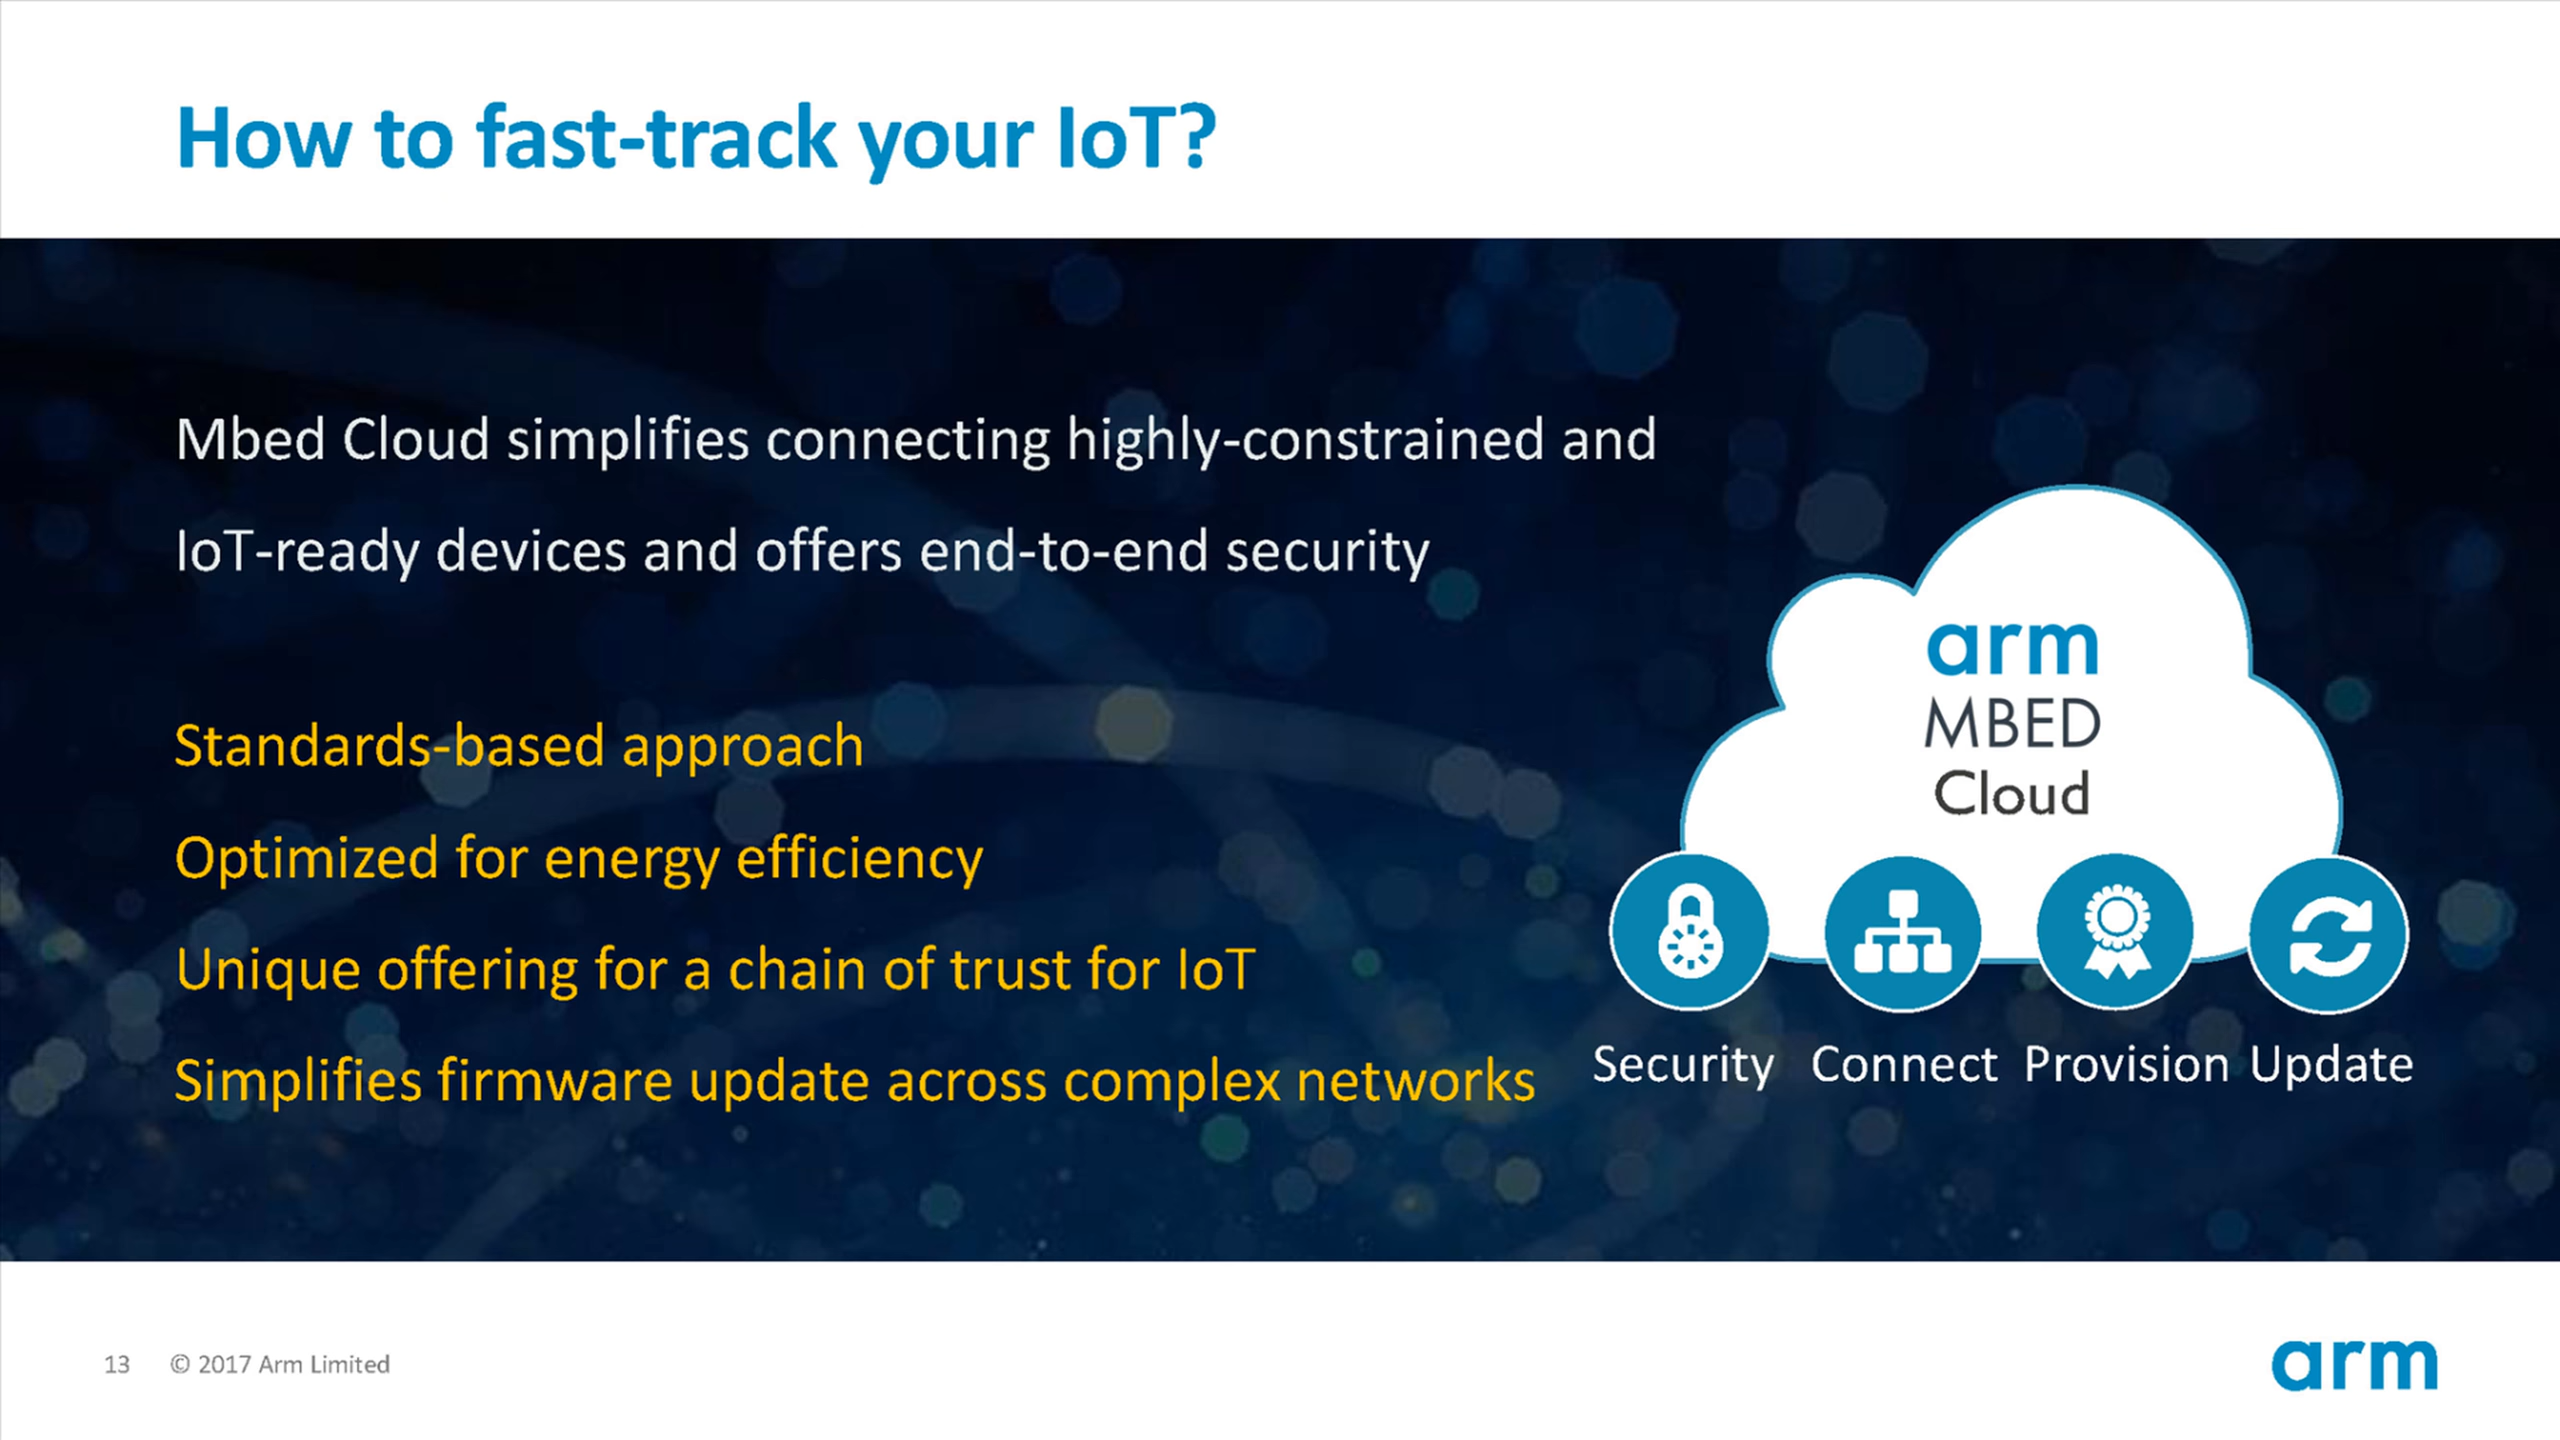 How to fast-track your IoT?
Mbed Cloud simplifies connecting highly-constrained and
IoT-ready devices and offers end-to-end security
Standards-based approach
Optimized for energy efficiency
Unique offering for a chain of trust for IoT
Simplifies firmware update across complex networks
arm
MBED
Cloud
Security Connect Provision Update
13 © 2017 Arm Limited
arm